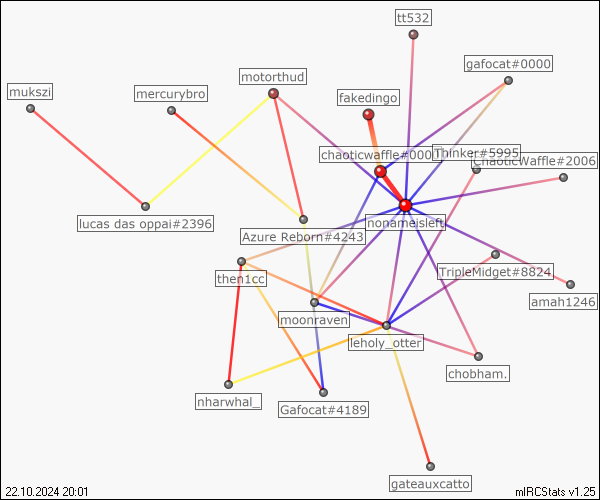 tt532
gafocat#0000
motorthud
mukszi
mercurybro
fakedingo
chaoticwaffle#000
Thinker#5995
ChaoticWaffle#2006
lucas das oppai#2396
nonameisleft
Azure Reborn#4243
then1cc
TripleMidget#8824
amah1246
moonraven
leholy_otter
chobham.
nharwhal_
Gafocat#4189
gateauxcatto
22.10.2024 20:01
mIRCStats v1.25